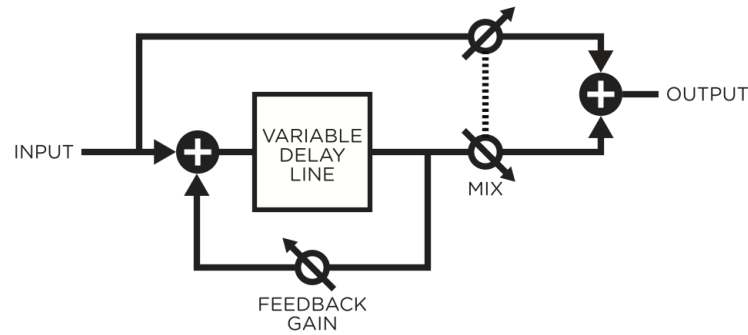 INPUT
VARIABLE
DELAY
LINE
MIX
OUTPUT
FEEDBACK
GAIN